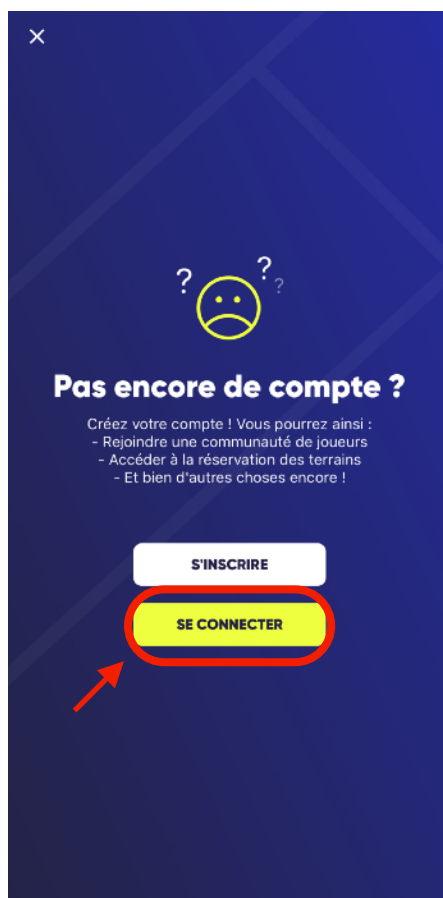 ? ? ?
Pas encore de compte ?
Créez votre compte ! Vous pourrez ainsi :
- Rejoindre une communauté de joueurs
- Accéder à la réservation des terrains
- Et bien d'autres choses encore !
S'INSCRIRE
SE CONNECTER